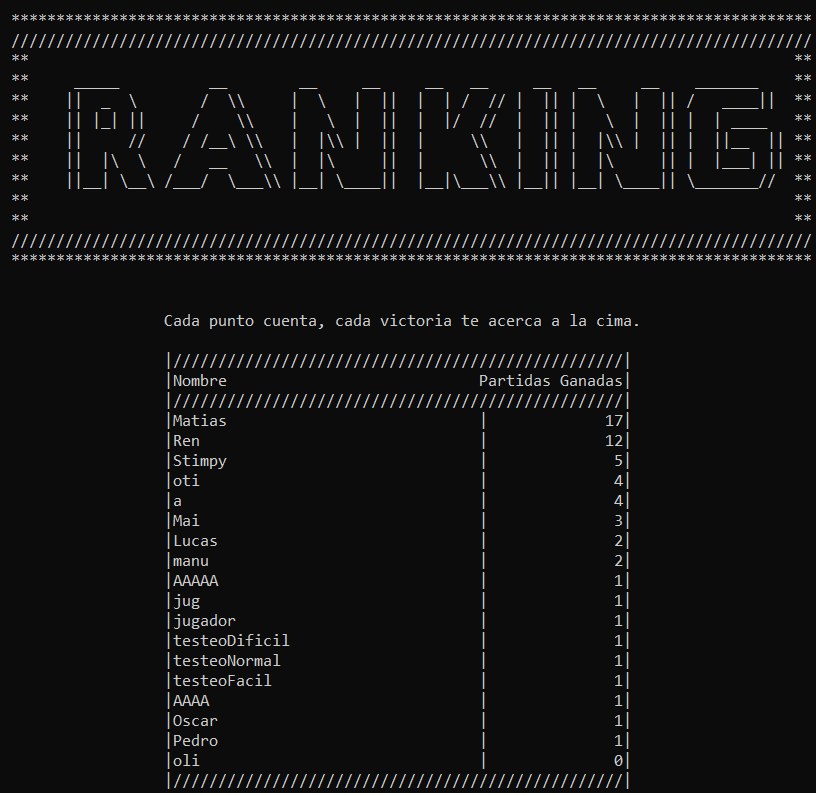 RANKING
Cada punto cuenta, cada victoria te acerca a la cima.
Nombre Partidas Ganadas
Matias 17
Ren 12
Stimpy 5
oti 4
a 4
Mai 3
Lucas 2
manu 2
AAAAA 1
jug 1
jugador 1
testeoDificil 1
testeoNormal 1
testeoFacil 1
AAAA 1
Oscar 1
Pedro 1
oli 0